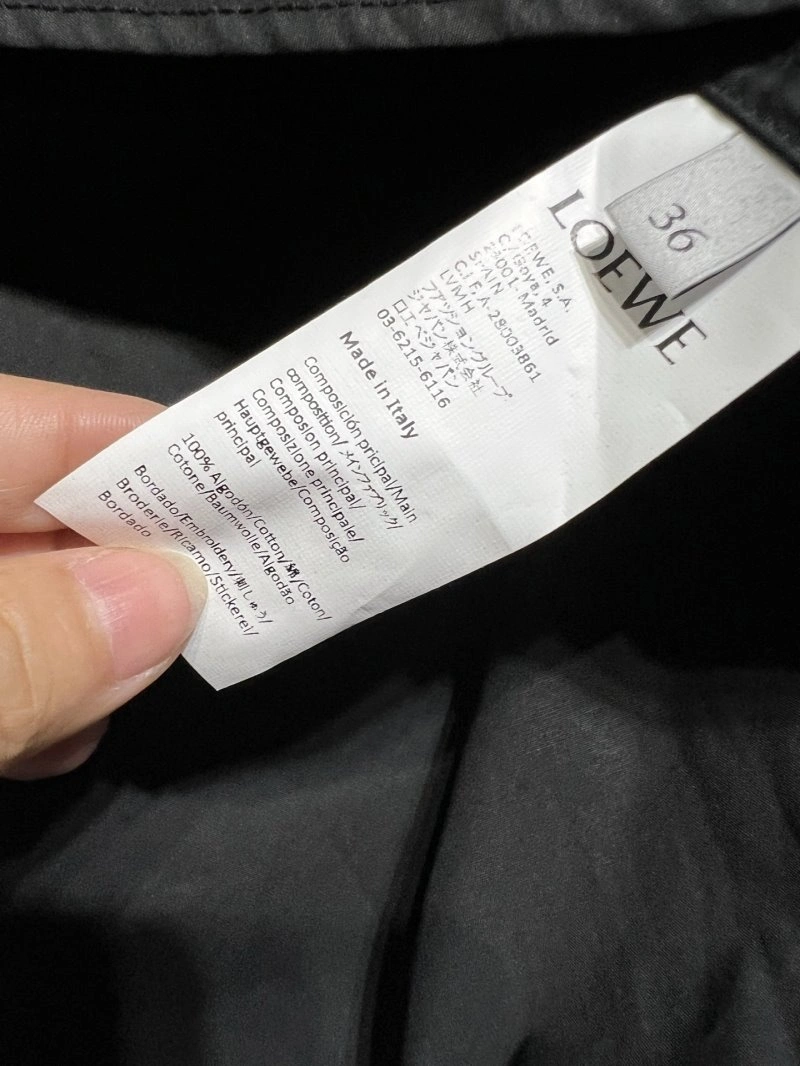 36
LOEWE
LOEWE, S.A.
C/ Goya, 4
28001- Madrid
SPAIN
C.I.F. A-28003861
LVMH
ファッショングループ
ジャパン株式会社
ロエベジャパン
03-6215-6116
Made in Italy
Composición pricipal/Main
composition/メインファブリック/
Composion principal/
Composizione principale/
Hauptgewebe/Composição
principal
100% Algodón/Cotton/綿/Coton/
Cotone/Baumwolle/Algodão
Bordado/Embroidery/刺しゅう/
Broderie/Ricamo/Stickerei/
Bordado